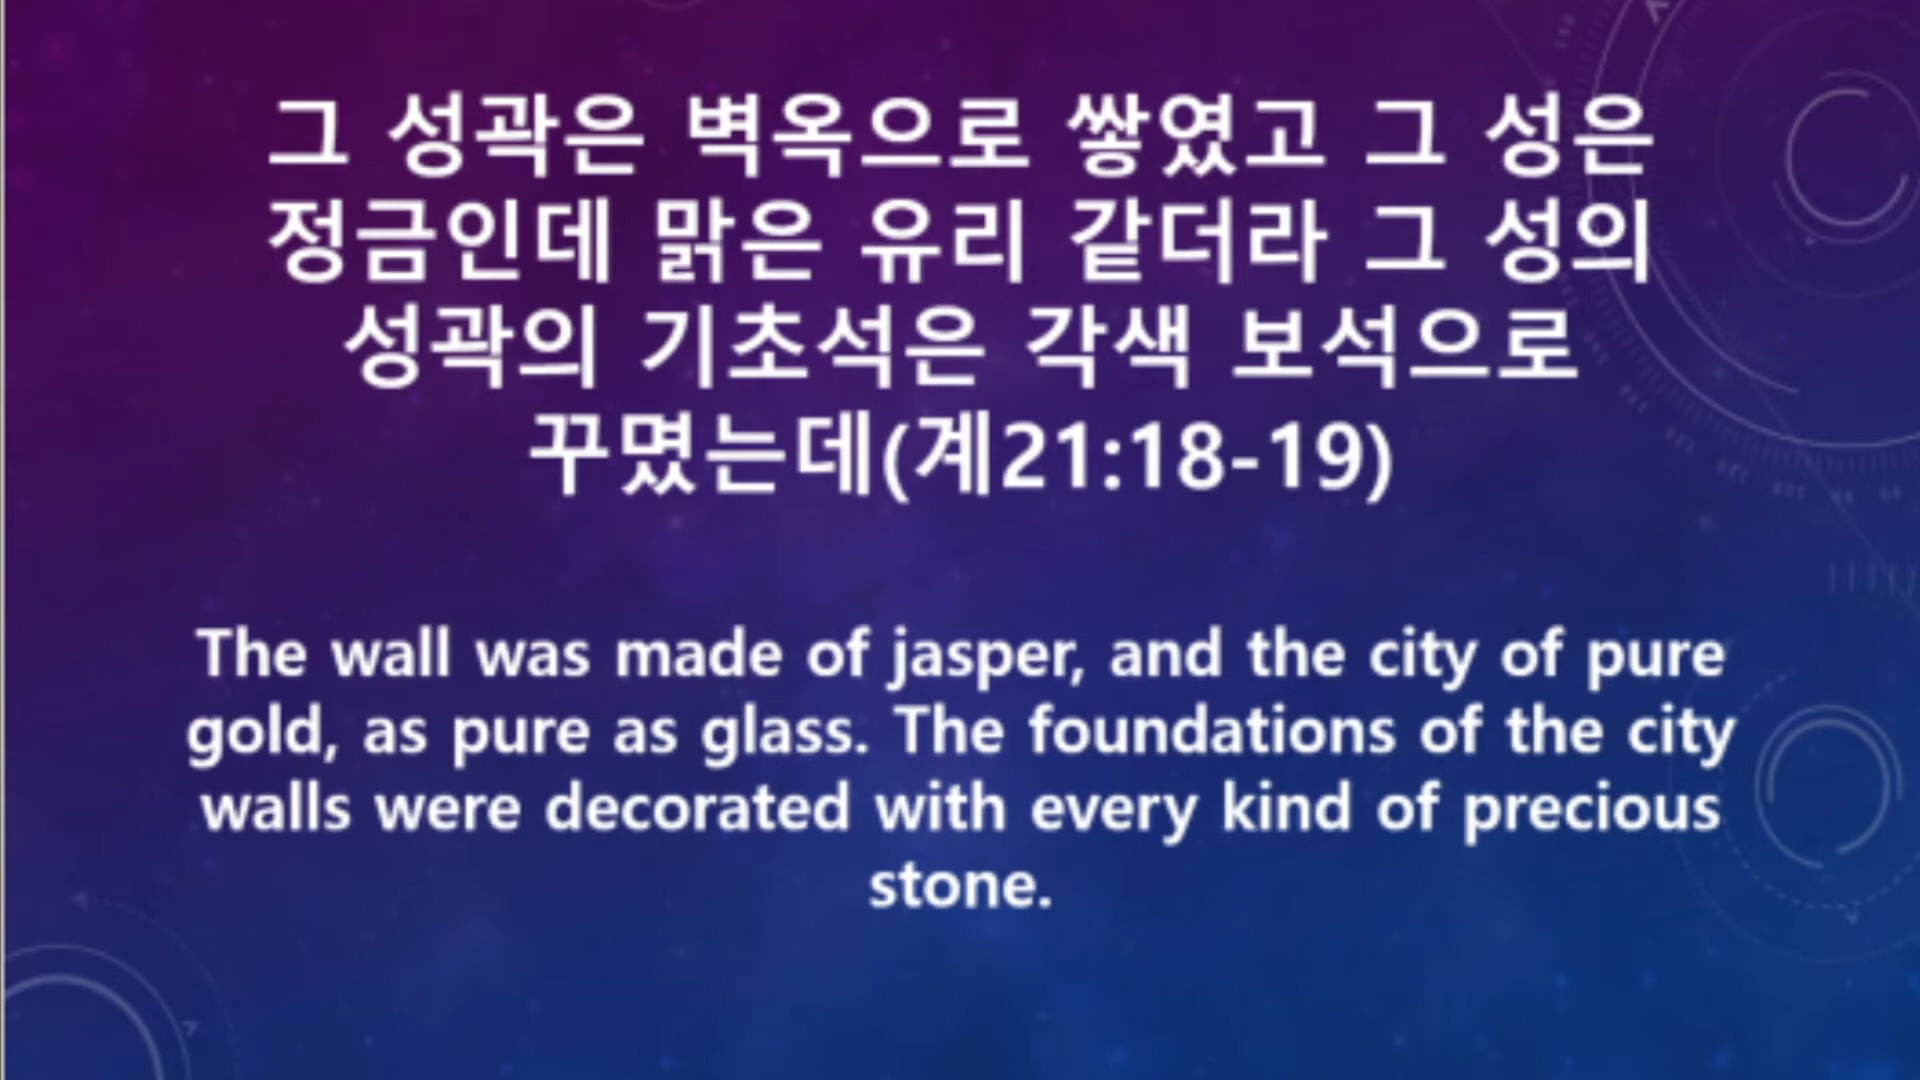 그 성곽은 벽옥으로 쌓였고 그 성은
정금인데 맑은 유리 같더라 그 성의
성곽의 기초석은 각색 보석으로
꾸몄는데(계21:18-19)
The wall was made of jasper, and the city of pure
gold, as pure as glass. The foundations of the city
walls were decorated with every kind of precious
stone.